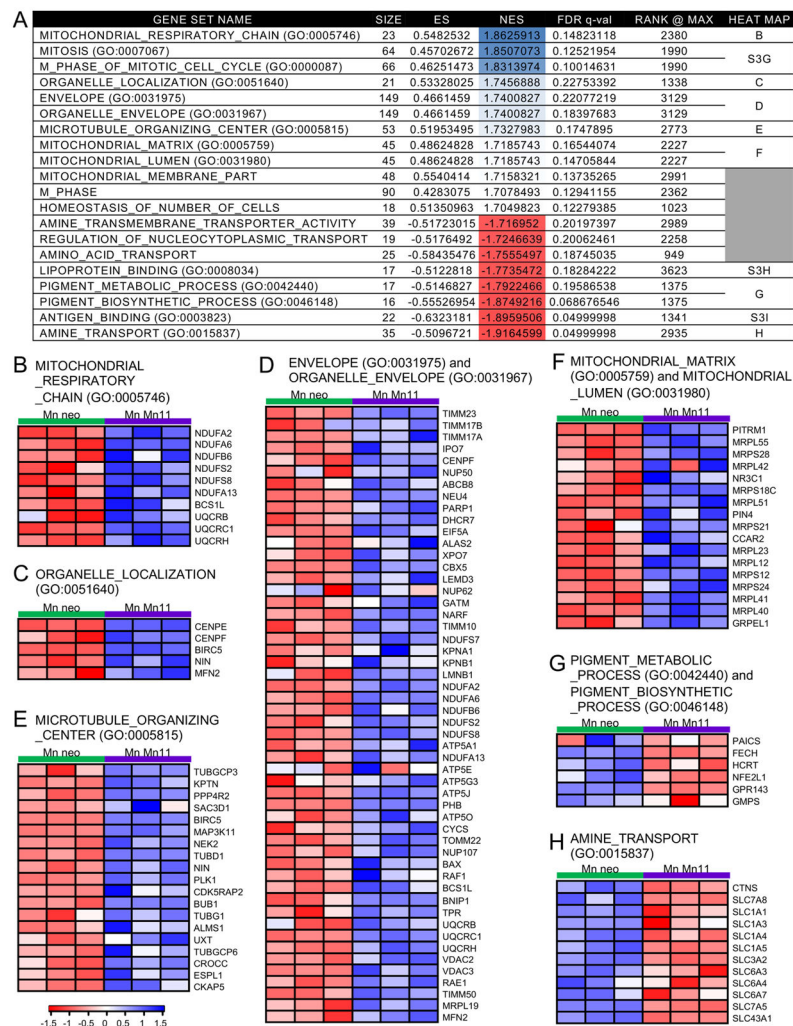 A
GENE SET NAME SIZE ES NES FDR q-val RANK @ MAX HEAT MAP
MITOCHONDRIAL_RESPIRATORY_CHAIN (GO:0005746) 23 0.5482532 1.8625913 0.14823118 2380 B
MITOSIS (GO:0007067) 64 0.45702672 1.8507073 0.12521954 1990 S3G
M_PHASE_OF_MITOTIC_CELL_CYCLE (GO:0000087) 66 0.46251473 1.8313974 0.10014631 1990
ORGANELLE_LOCALIZATION (GO:0051640) 21 0.53328025 1.7456888 0.22753392 1338 C
ENVELOPE (GO:0031975) 149 0.4661459 1.7400827 0.22077219 3129 D
ORGANELLE_ENVELOPE (GO:0031967) 149 0.4661459 1.7400827 0.18397683 3129
MICROTUBULE_ORGANIZING_CENTER (GO:0005815) 53 0.51953495 1.7327983 0.1747895 2773 E
MITOCHONDRIAL_MATRIX (GO:0005759) 45 0.48624828 1.7185743 0.16544074 2227 F
MITOCHONDRIAL_LUMEN (GO:0031980) 45 0.48624828 1.7185743 0.14705844 2227
MITOCHONDRIAL_MEMBRANE_PART 48 0.5540414 1.7158321 0.13735265 2991
M_PHASE 90 0.4283075 1.7078493 0.12941155 2362
HOMEOSTASIS_OF_NUMBER_OF_CELLS 18 0.51350963 1.7049823 0.12279385 1023
AMINE_TRANSMEMBRANE_TRANSPORTER_ACTIVITY 39 -0.51723015 -1.716952 0.20197397 2989
REGULATION_OF_NUCLEOCYTOPLASMIC_TRANSPORT 19 -0.5176492 -1.7246639 0.20062461 2258
AMINO_ACID_TRANSPORT 25 -0.58435476 -1.7555497 0.18745035 949
LIPOPROTEIN_BINDING (GO:0008034) 17 -0.5122818 -1.7735472 0.18284222 3623 S3H
PIGMENT_METABOLIC_PROCESS (GO:0042440) 17 -0.5146827 -1.7922466 0.19586538 1375 G
PIGMENT_BIOSYNTHETIC_PROCESS (GO:0046148) 16 -0.55526954 -1.8749216 0.068676546 1375
ANTIGEN_BINDING (GO:0003823) 22 -0.6323181 -1.8959506 0.04999998 1341 S3I
AMINE_TRANSPORT (GO:0015837) 35 -0.5096721 -1.9164599 0.04999998 2935 H
B MITOCHONDRIAL
_RESPIRATORY
_CHAIN (GO:0005746)
Mn neo Mn Mn11
NDUFA2
NDUFA6
NDUFB6
NDUFS2
NDUFS8
NDUFA13
BCS1L
UQCRB
UQCRC1
UQCRH
C ORGANELLE_LOCALIZATION
(GO:0051640)
Mn neo Mn Mn11
CENPE
CENPF
BIRC5
NIN
MFN2
E MICROTUBULE_ORGANIZING
_CENTER (GO:0005815)
Mn neo Mn Mn11
TUBGCP3
KPTN
PPP4R2
SAC3D1
BIRC5
MAP3K11
NEK2
TUBD1
NIN
PLK1
CDK5RAP2
BUB1
TUBG1
ALMS1
UXT
TUBGCP6
CROCC
ESPL1
CKAP5
-1.5 -1 -0.5 0 0.5 1 1.5
D ENVELOPE (GO:0031975) and
ORGANELLE_ENVELOPE (GO:0031967)
Mn neo Mn Mn11
TIMM23
TIMM17B
TIMM17A
IPO7
CENPF
NUP50
ABCB8
NEU4
PARP1
DHCR7
EIF5A
ALAS2
XPO7
CBX5
LEMD3
NUP62
GATM
NARF
TIMM10
NDUFS7
KPNA1
KPNB1
LMNB1
NDUFA2
NDUFA6
NDUFB6
NDUFS2
NDUFS8
ATP5A1
NDUFA13
ATP5E
ATP5G3
ATP5J
PHB
ATP5O
CYCS
TOMM22
NUP107
BAX
RAF1
BCS1L
BNIP1
TPR
UQCRB
UQCRC1
UQCRH
VDAC2
VDAC3
RAE1
TIMM50
MRPL19
MFN2
F MITOCHONDRIAL_MATRIX
(GO:0005759) and MITOCHONDRIAL
_LUMEN (GO:0031980)
Mn neo Mn Mn11
PITRM1
MRPL55
MRPS28
MRPL42
NR3C1
MRPS18C
MRPL51
PIN4
MRPS21
CCAR2
MRPL23
MRPL12
MRPS12
MRPS24
MRPL41
MRPL40
GRPEL1
G PIGMENT_METABOLIC
_PROCESS (GO:0042440) and
PIGMENT_BIOSYNTHETIC
_PROCESS (GO:0046148)
Mn neo Mn Mn11
PAICS
FECH
HCRT
NFE2L1
GPR143
GMPS
H AMINE_TRANSPORT
(GO:0015837)
Mn neo Mn Mn11
CTNS
SLC7A8
SLC1A1
SLC1A3
SLC1A4
SLC1A5
SLC3A2
SLC6A3
SLC6A4
SLC6A7
SLC7A5
SLC43A1